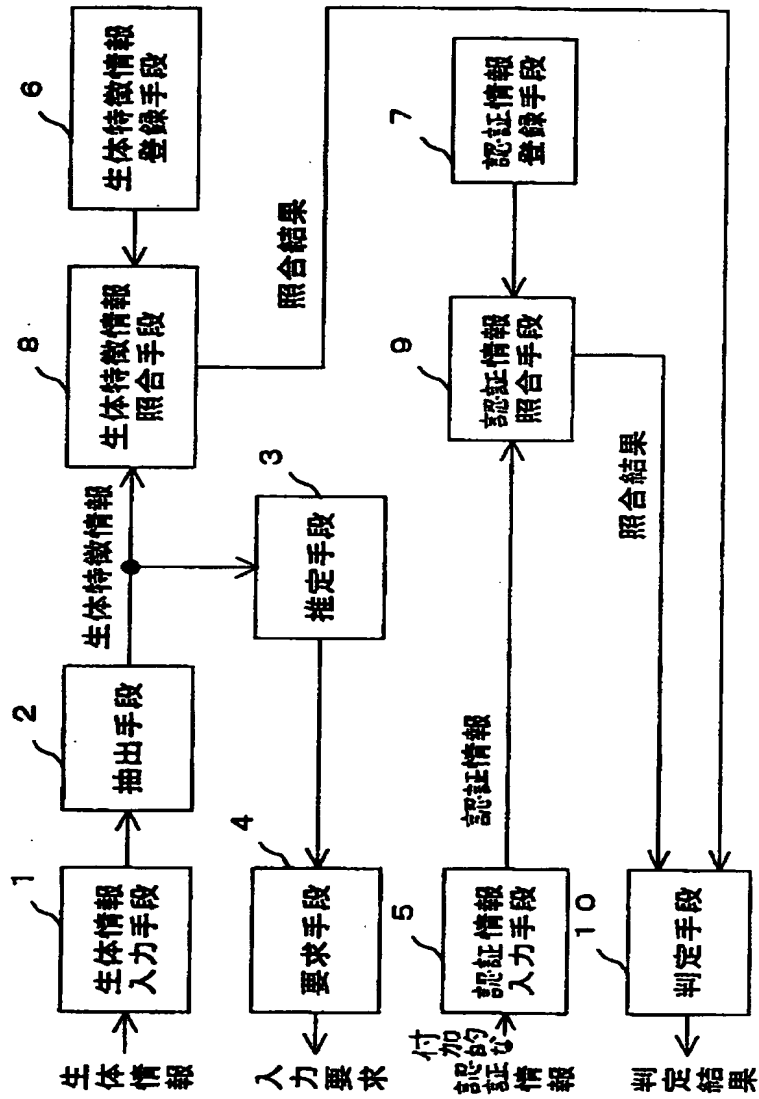 生体情報
1
生体情報
入力手段
2
抽出手段
生体特徴情報
8
生体特徴情報
照合手段
6
生体特徴情報
登録手段
照合結果
3
推定手段
4
要求手段
入力要求
付加的な
認証情報
5
認証情報
入力手段
認証情報
9
認証情報
照合手段
7
認証情報
登録手段
照合結果
10
判定手段
判定結果